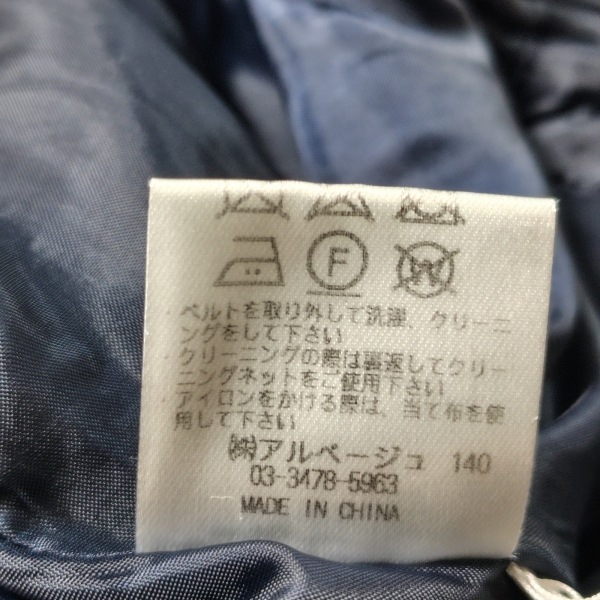 F
W
・ベルトを取り外して洗濯、クリーニ
ングをして下さい
・クリーニングの際は裏返してクリー
ニングネットをご使用下さい
・アイロンをかける際は、当て布を使
用して下さい
㈱アルページュ 140
03-3478-5963
MADE IN CHINA